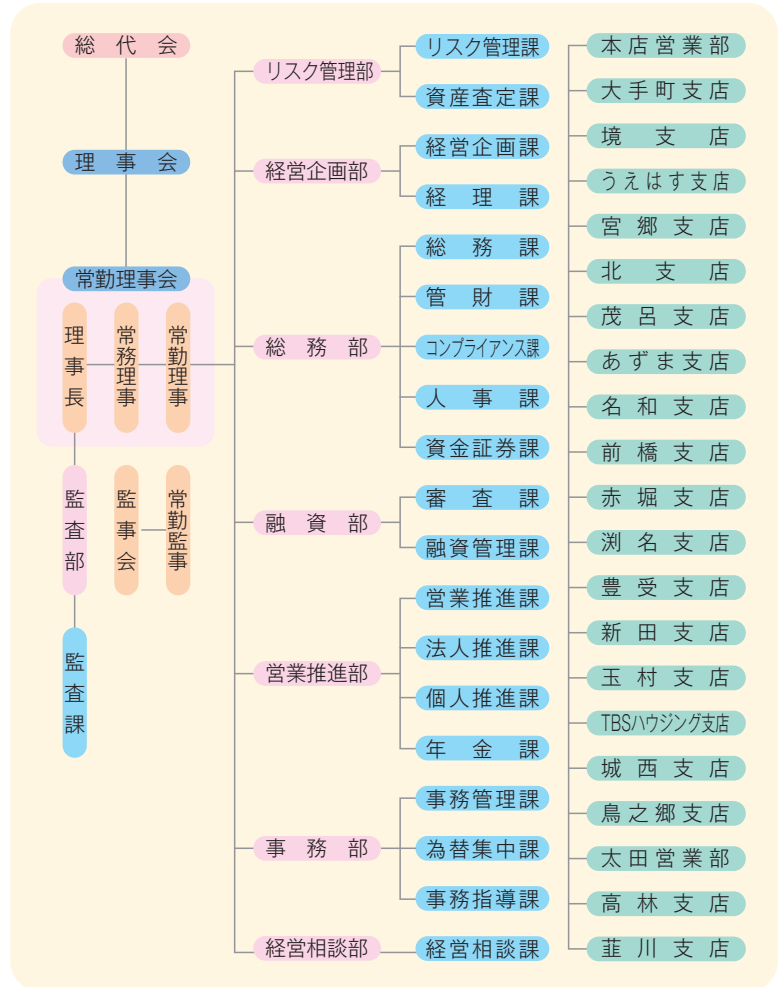 総代会
理事会
常勤理事会
理事長
常務理事
常勤理事
監査部
監事会
常勤監事
監査課
リスク管理部
リスク管理課
資産査定課
経営企画部
経営企画課
経理課
総務部
総務課
管財課
コンプライアンス課
人事課
資金証券課
融資部
審査課
融資管理課
営業推進部
営業推進課
法人推進課
個人推進課
年金課
事務部
事務管理課
為替集中課
事務指導課
経営相談部
経営相談課
本店営業部
大手町支店
境支店
うえはす支店
宮郷支店
北支店
茂呂支店
あずま支店
名和支店
前橋支店
赤堀支店
渕名支店
豊受支店
新田支店
玉村支店
TBSハウジング支店
城西支店
鳥之郷支店
太田営業部
高林支店
韮川支店